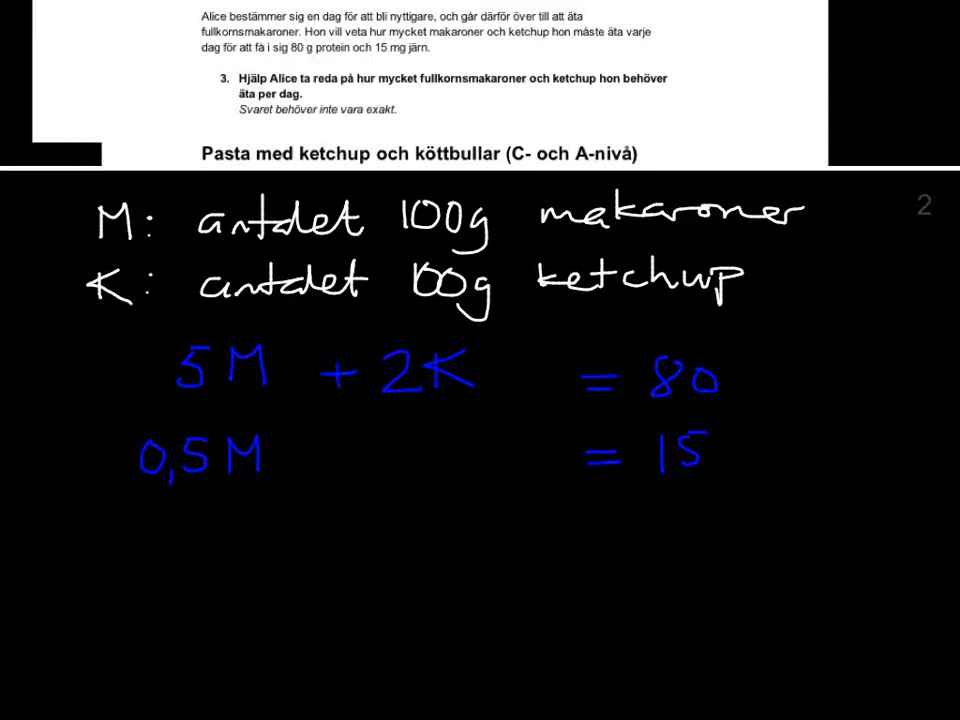 Alice bestämmer sig en dag för att bli nyttigare, och går därför över till att äta
fullkornsmakaroner. Hon vill veta hur mycket makaroner och ketchup hon måste äta varje
dag för att få i sig 80 g protein och 15 mg järn.
3. Hjälp Alice ta reda på hur mycket fullkornsmakaroner och ketchup hon behöver
äta per dag.
Svaret behöver inte vara exakt.
Pasta med ketchup och köttbullar (C- och A-nivå)
2
M: antalet 100g makaroner
K: antalet 100g ketchup
5M + 2K = 80
0,5M = 15